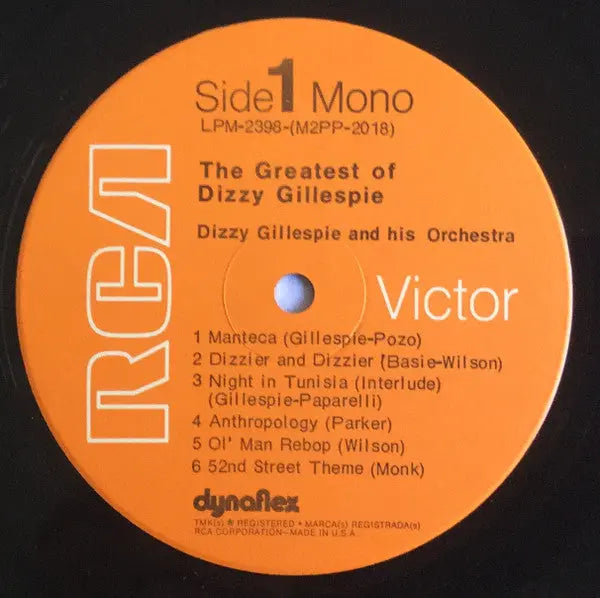 Side 1 Mono
LPM-2398-(M2PP-2018)
The Greatest of
Dizzy Gillespie
Dizzy Gillespie and his Orchestra
RCA
Victor
1 Manteca (Gillespie-Pozo)
2 Dizzier and Dizzier (Basie-Wilson)
3 Night in Tunisia (Interlude)
(Gillespie-Paparelli)
4 Anthropology (Parker)
5 Ol' Man Rebop (Wilson)
6 52nd Street Theme (Monk)
dynaflex
TMK(s) ® REGISTERED • MARCA(s) REGISTRADA(s)
RCA CORPORATION—MADE IN U.S.A.